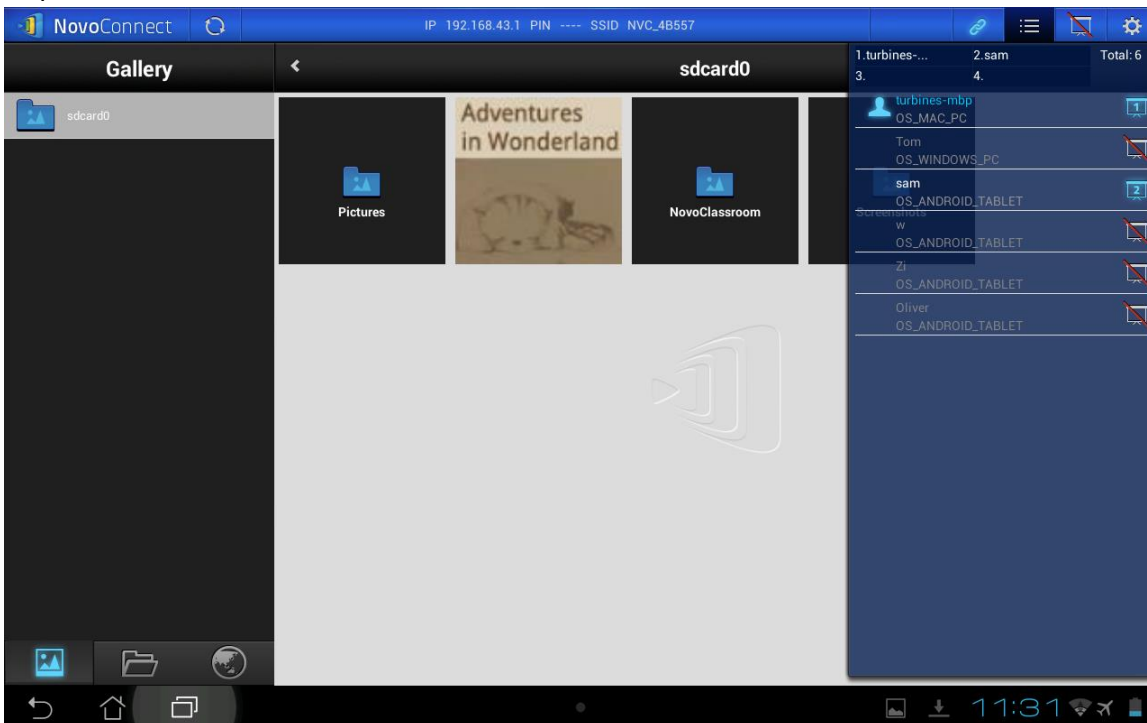 NovoConnect IP 192.168.43.1 PIN ---- SSID NVC_4B557
Gallery
sdcard0
sdcard0
Adventures
in Wonderland
Pictures
NovoClassroom
Screenshots
1.turbines-... 2.sam Total: 6
3. 4.
turbines-mbp
OS_MAC_PC
1
Tom
OS_WINDOWS_PC
sam
OS_ANDROID_TABLET
2
w
OS_ANDROID_TABLET
Zi
OS_ANDROID_TABLET
Oliver
OS_ANDROID_TABLET
11:31